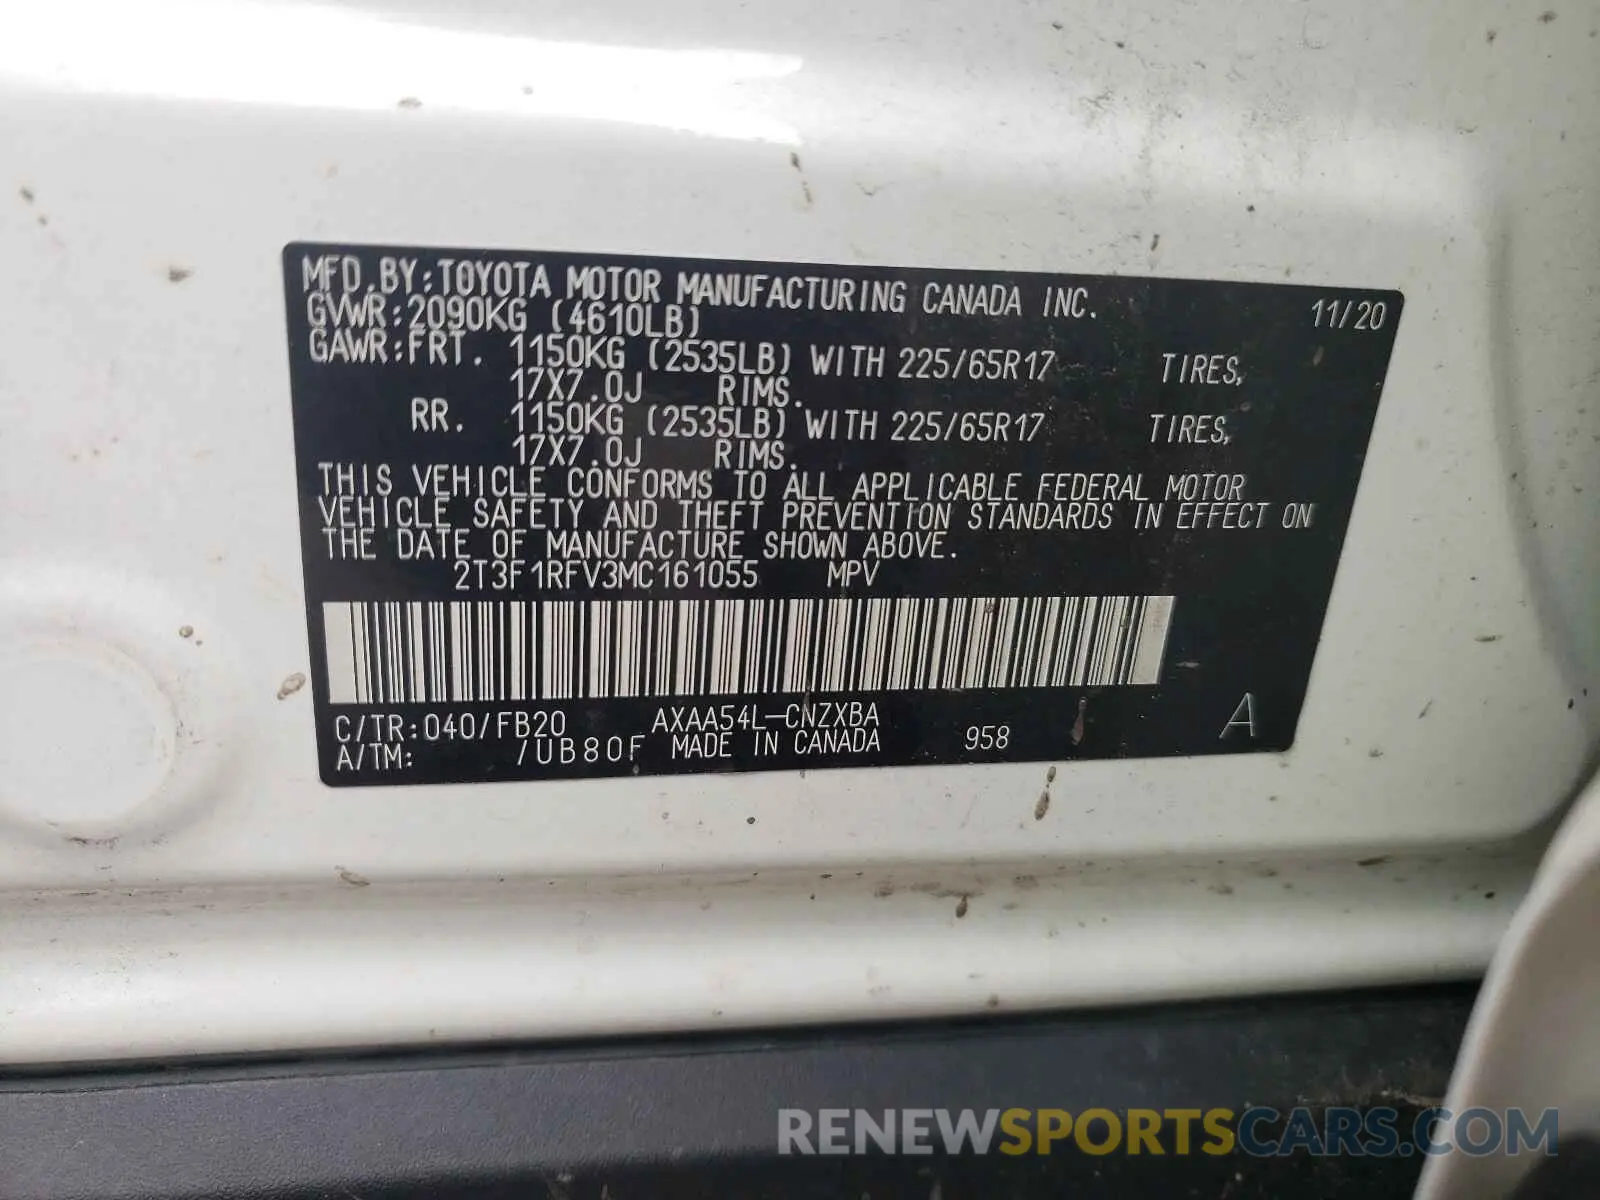 MFD.BY:TOYOTA MOTOR MANUFACTURING CANADA INC. 11/20
GVWR:2090KG (4610LB)
GAWR:FRT. 1150KG (2535LB) WITH 225/65R17 TIRES,
17X7.0J RIMS.
RR. 1150KG (2535LB) WITH 225/65R17 TIRES,
17X7.0J RIMS.
THIS VEHICLE CONFORMS TO ALL APPLICABLE FEDERAL MOTOR
VEHICLE SAFETY AND THEFT PREVENTION STANDARDS IN EFFECT ON
THE DATE OF MANUFACTURE SHOWN ABOVE.
2T3F1RFV3MC161055 MPV
C/TR:040/FB20 AXAA54L-CNZXBA
A/TM: /UB80F MADE IN CANADA 958 A
RENEWSPORTSCARS.COM